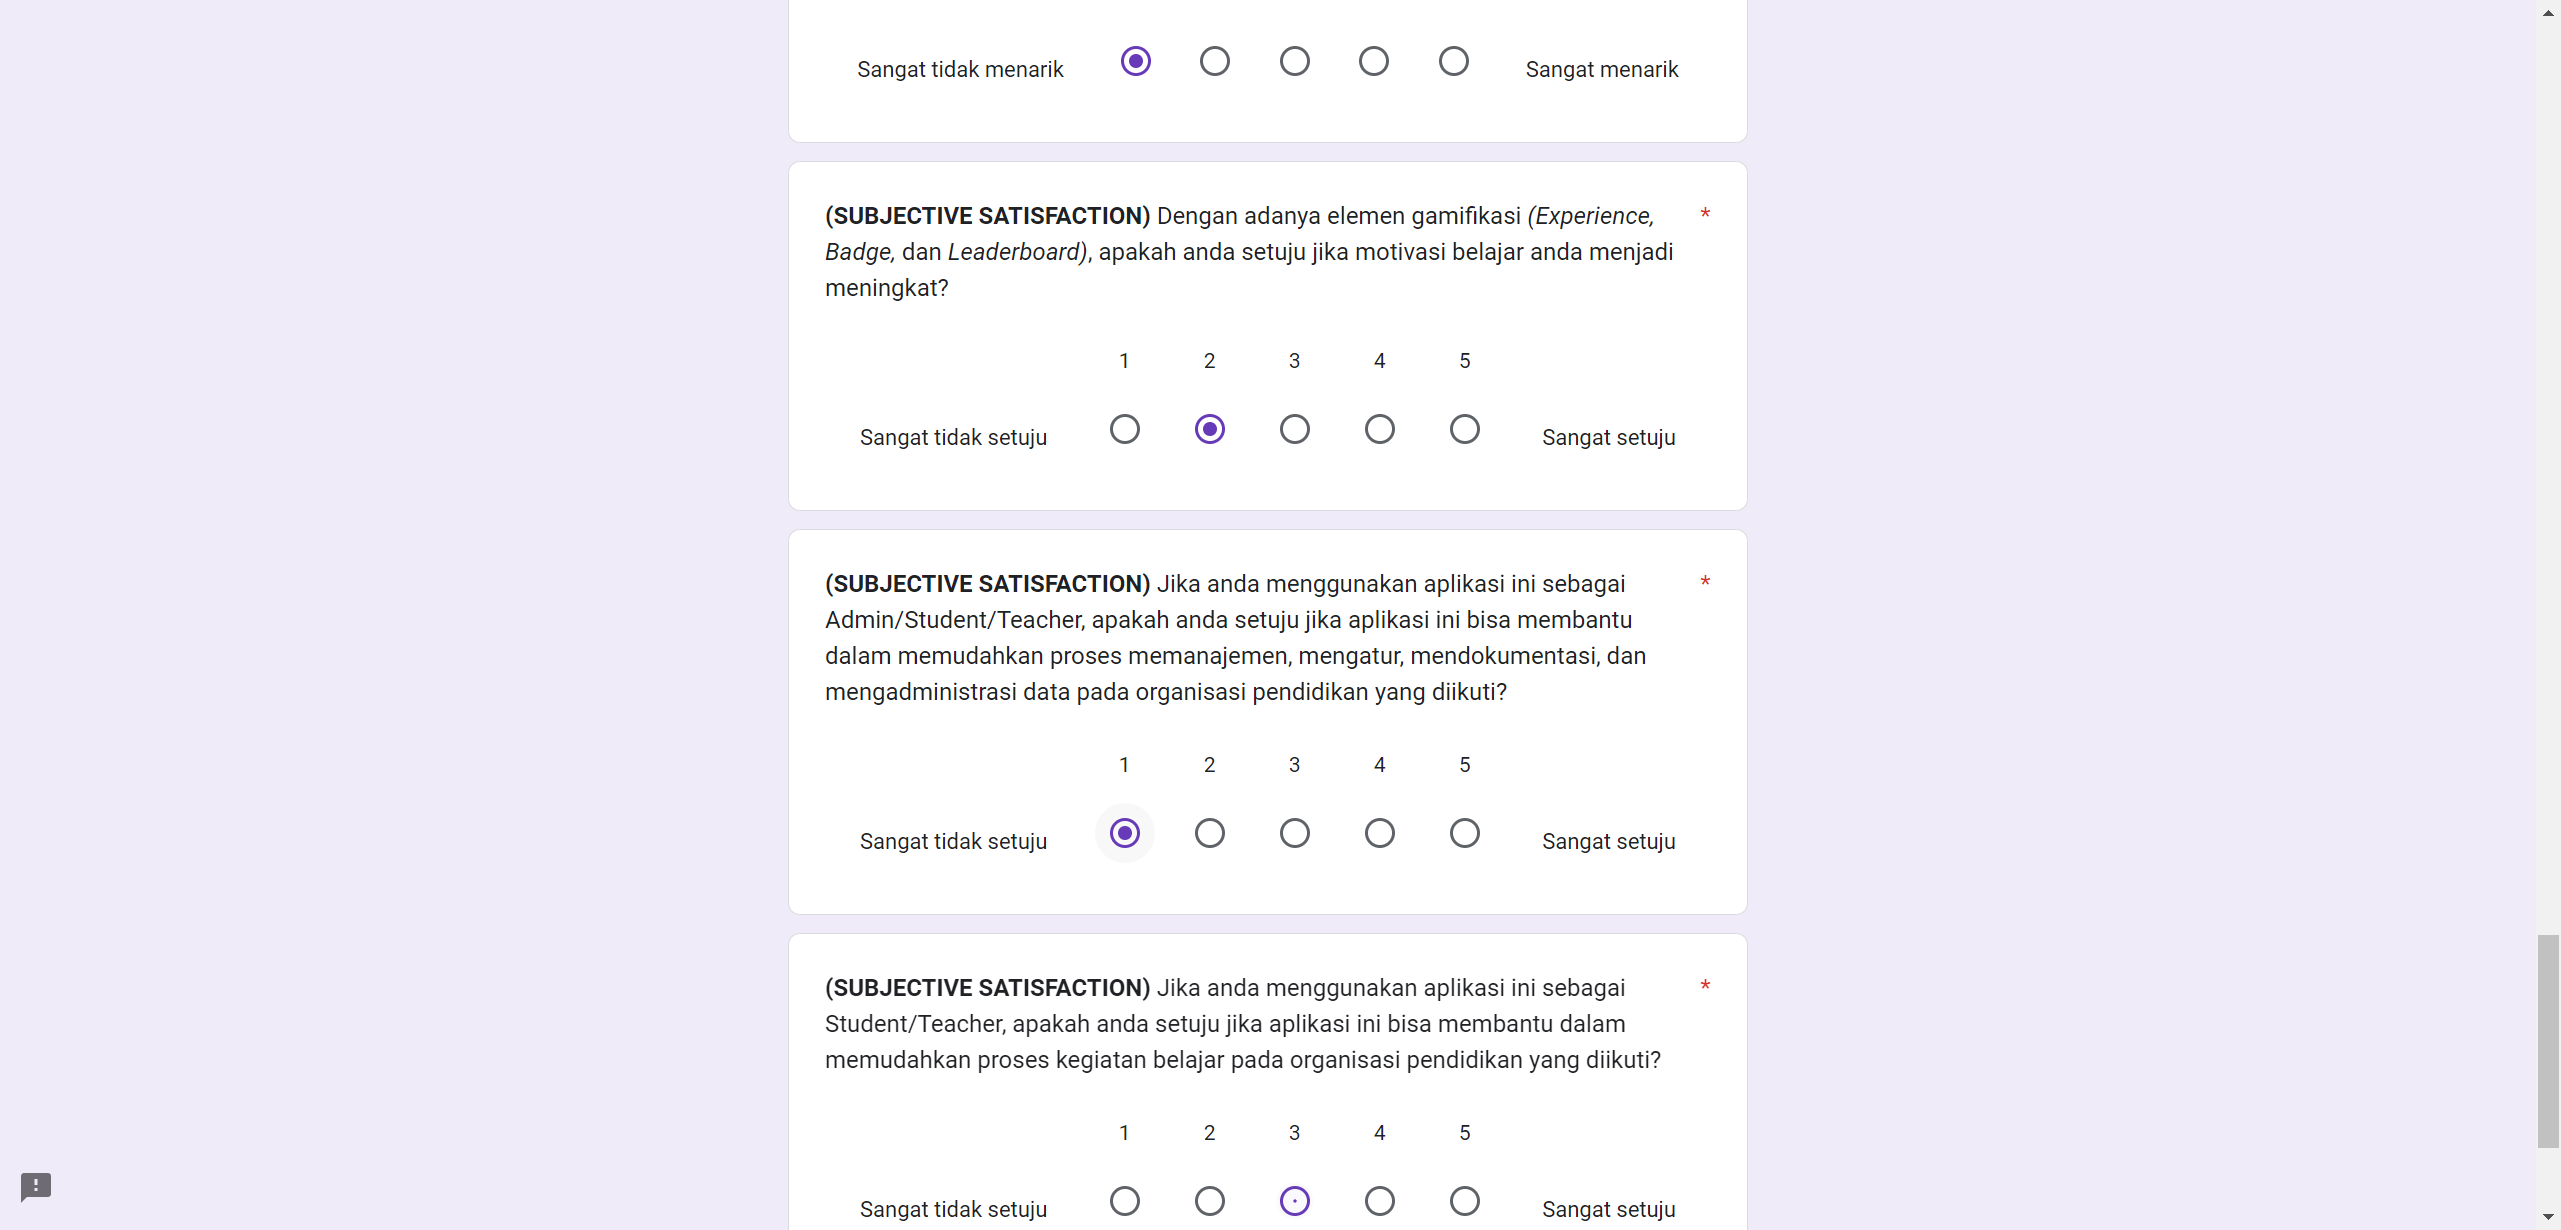 Sangat tidak menarik Sangat menarik
(SUBJECTIVE SATISFACTION) Dengan adanya elemen gamifikasi (Experience, *
Badge, dan Leaderboard), apakah anda setuju jika motivasi belajar anda menjadi
meningkat?
1 2 3 4 5
Sangat tidak setuju Sangat setuju
(SUBJECTIVE SATISFACTION) Jika anda menggunakan aplikasi ini sebagai *
Admin/Student/Teacher, apakah anda setuju jika aplikasi ini bisa membantu
dalam memudahkan proses memanajemen, mengatur, mendokumentasi, dan
mengadministrasi data pada organisasi pendidikan yang diikuti?
1 2 3 4 5
Sangat tidak setuju Sangat setuju
(SUBJECTIVE SATISFACTION) Jika anda menggunakan aplikasi ini sebagai *
Student/Teacher, apakah anda setuju jika aplikasi ini bisa membantu dalam
memudahkan proses kegiatan belajar pada organisasi pendidikan yang diikuti?
1 2 3 4 5
Sangat tidak setuju Sangat setuju